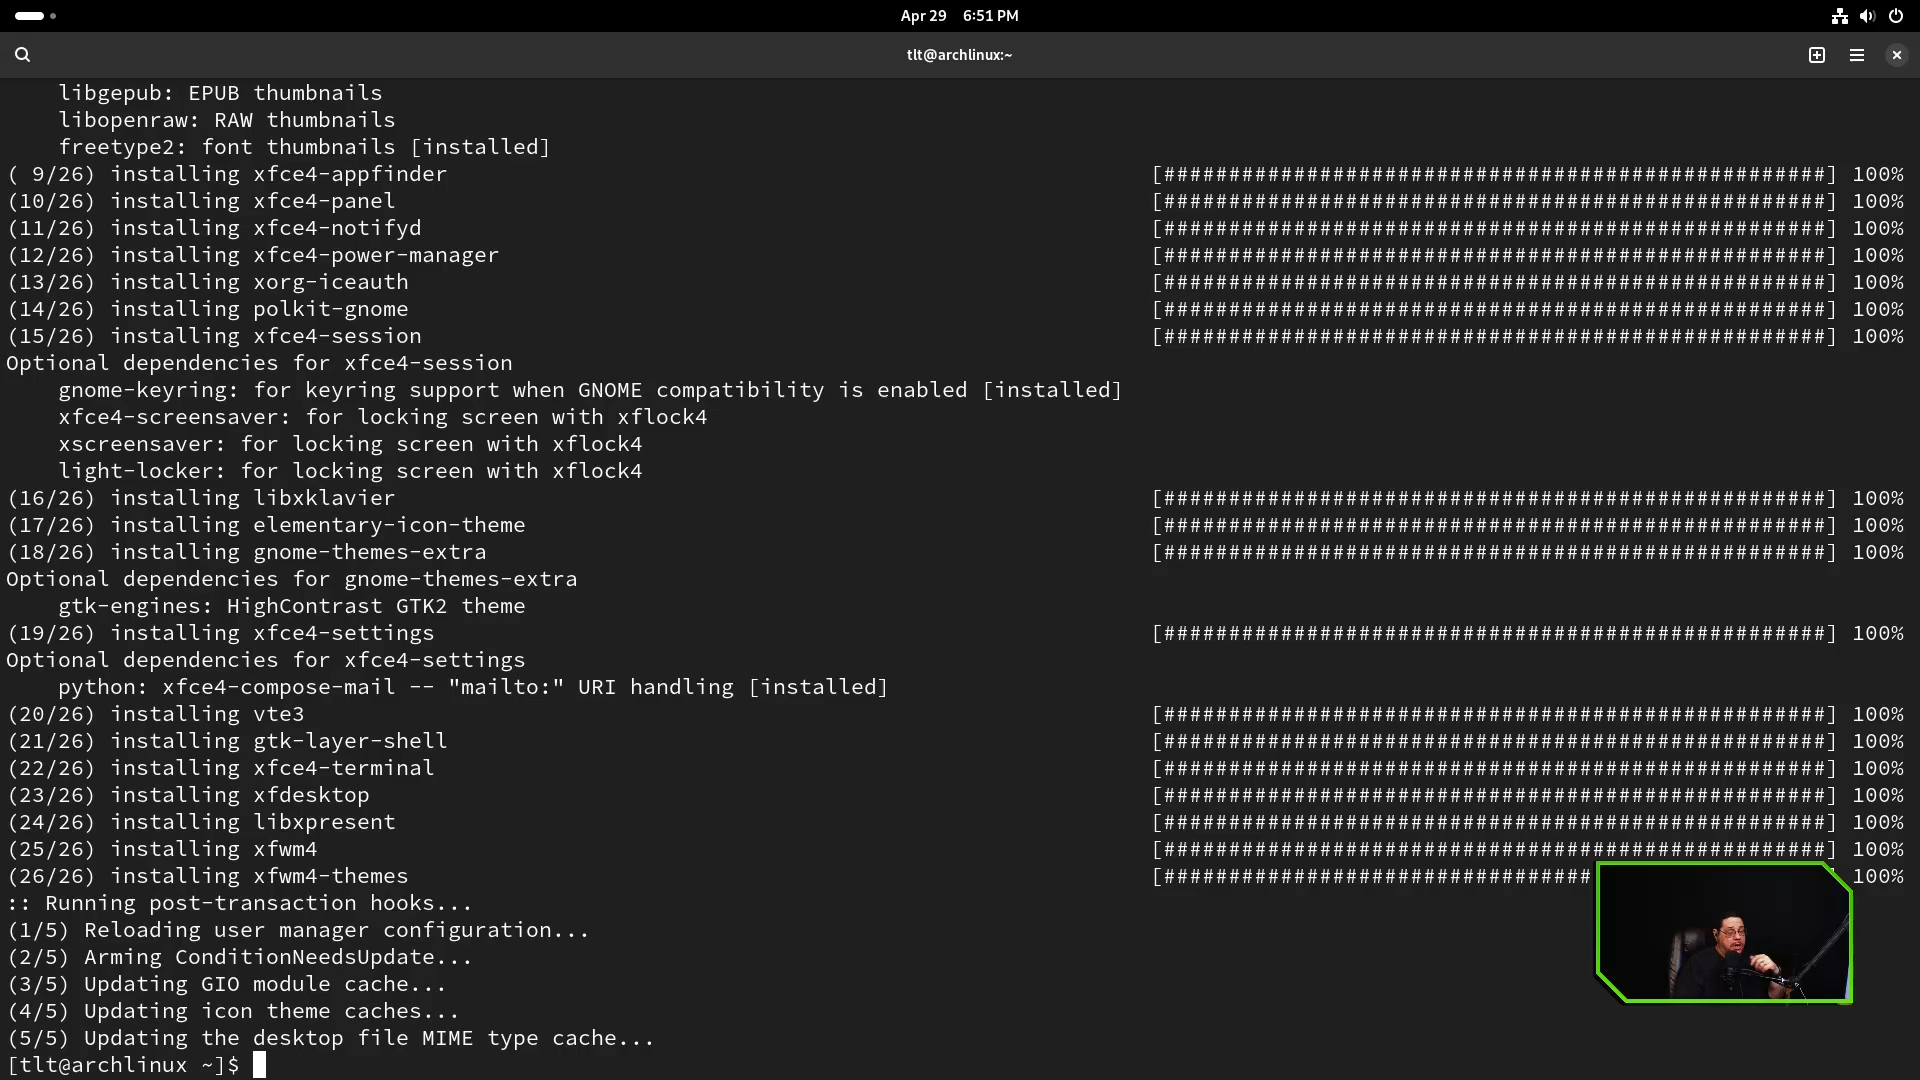 Apr 29 6:51 PM
tlt@archlinux:~
    libgepub: EPUB thumbnails
    libopenraw: RAW thumbnails
    freetype2: font thumbnails [installed]
( 9/26) installing xfce4-appfinder [###################################################] 100%
(10/26) installing xfce4-panel [###################################################] 100%
(11/26) installing xfce4-notifyd [###################################################] 100%
(12/26) installing xfce4-power-manager [###################################################] 100%
(13/26) installing xorg-iceauth [###################################################] 100%
(14/26) installing polkit-gnome [###################################################] 100%
(15/26) installing xfce4-session [###################################################] 100%
Optional dependencies for xfce4-session
    gnome-keyring: for keyring support when GNOME compatibility is enabled [installed]
    xfce4-screensaver: for locking screen with xflock4
    xscreensaver: for locking screen with xflock4
    light-locker: for locking screen with xflock4
(16/26) installing libxklavier [###################################################] 100%
(17/26) installing elementary-icon-theme [###################################################] 100%
(18/26) installing gnome-themes-extra [###################################################] 100%
Optional dependencies for gnome-themes-extra
    gtk-engines: HighContrast GTK2 theme
(19/26) installing xfce4-settings [###################################################] 100%
Optional dependencies for xfce4-settings
    python: xfce4-compose-mail -- "mailto:" URI handling [installed]
(20/26) installing vte3 [###################################################] 100%
(21/26) installing gtk-layer-shell [###################################################] 100%
(22/26) installing xfce4-terminal [###################################################] 100%
(23/26) installing xfdesktop [###################################################] 100%
(24/26) installing libxpresent [###################################################] 100%
(25/26) installing xfwm4 [###################################################] 100%
(26/26) installing xfwm4-themes [################################# 100%
:: Running post-transaction hooks...
(1/5) Reloading user manager configuration...
(2/5) Arming ConditionNeedsUpdate...
(3/5) Updating GIO module cache...
(4/5) Updating icon theme caches...
(5/5) Updating the desktop file MIME type cache...
[tlt@archlinux ~]$